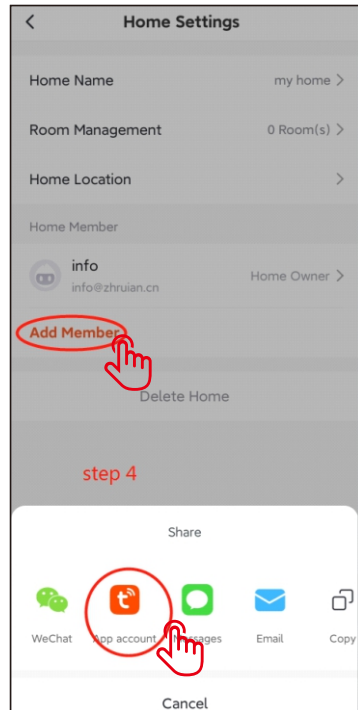 Home Settings
Home Name my home
Room Management 0 Room(s)
Home Location
Home Member
info
info@zhruian.cn
Home Owner
Add Member
Delete Home
step 4
Share
WeChat App account Messages Email Copy
Cancel